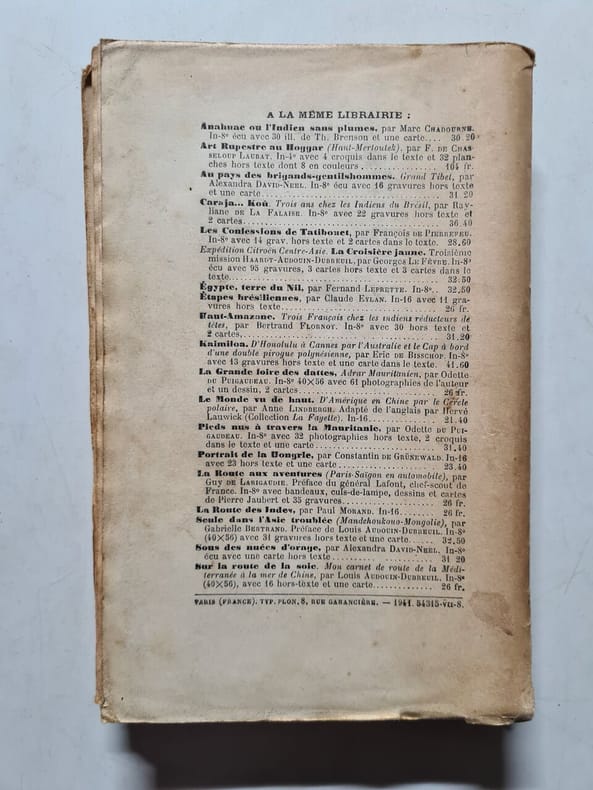 A LA MÊME LIBRAIRIE :
Anahuac ou l'Indien sans plumes, par Marc CHADOURNE.
In-8º écu avec 30 ill. de Th. Brenson et une carte.... 30.20
Art Rupestre au Hoggar (Haut-Mertoutek), par F. DE CHAS-
SELOUP LAUBAT. In-4º avec 4 croquis dans le texte et 32 plan-
ches hors texte dont 8 en couleurs .................. 104 fr.
Au pays des brigands-gentilshommes. Grand Tibet, par
Alexandra DAVID-NEEL. In-8º écu avec 16 gravures hors texte
et une carte.................................... 31.20
Caraja... Koü. Trois ans chez les Indiens du Brésil, par Ray-
liane DE LA FALAISE. In-8º avec 22 gravures hors texte et
2 cartes........................................ 36.40
Les Confessions de Tatibouet, par François DE PIERREFEU.
In-8º avec 14 grav. hors texte et 2 cartes dans le texte. 28.60
Expédition Citroën Centre-Asie. La Croisière jaune. Troisième
mission HAARDT-AUDOUIN-DUBREUIL, par Georges LE FÈVRE. In-8º
écu avec 95 gravures, 3 cartes hors texte et 3 cartes dans le
texte.......................................... 32.50
Égypte, terre du Nil, par Fernand LEPRETTE. In-8º.. 32.50
Étapes brésiliennes, par Claude EYLAN. In-16 avec 11 gra-
vures hors texte................................ 26 fr.
Haut-Amazone. Trois Français chez les indiens réducteurs de
têtes, par Bertrand FLORNOY. In-8º avec 30 hors texte et
2 cartes........................................ 31.20
Kaimiloa. D'Honolulu à Cannes par l'Australie et le Cap à bord
d'une double pirogue polynésienne, par Eric DE BISSCHOP. In-8º
avec 13 gravures hors texte et une carte dans le texte. 41.60
La Grande foire des dattes. Adrar Mauritanien, par Odette
DU PUIGAUDEAU. In-8º 40×56 avec 61 photographies de l'auteur
et un dessin, 2 cartes............................ 26 fr.
Le Monde vu de haut. D'Amérique en Chine par le Cercle
polaire, par Anne LINDBERGH. Adapté de l'anglais par Hervé
Lauwick (Collection La Fayette). In-16............. 21.40
Pieds nus à travers la Mauritanie, par Odette DU PUI-
GAUDEAU. In-8º avec 32 photographies hors texte, 2 croquis
dans le texte et une carte........................ 31.40
Portrait de la Hongrie, par Constantin DE GRÜNEWALD. In-16
avec 23 hors texte et une carte................... 23.40
La Route aux aventures (Paris-Saïgon en automobile), par
GUY DE LARIGAUDIE. Préface du général Lafont, chef-scout de
France. In-8º avec bandeaux, culs-de-lampe, dessins et cartes
de Pierre Joubert et 35 gravures.................. 26 fr.
La Route des Indes, par Paul MORAND. In-16........ 26 fr.
Seule dans l'Asie troublée (Mandchoukouo-Mongolie), par
Gabrielle BERTRAND. Préface de Louis AUDOUIN-DUBREUIL. In-8º
(40×56) avec 31 gravures hors texte et une carte..... 32.50
Sous des nuées d'orage, par Alexandra DAVID-NEEL. In-8º
écu avec une carte hors texte..................... 31 20
Sur la route de la soie. Mon carnet de route de la Médi-
terranée à la mer de Chine, par Louis AUDOUIN-DUBREUIL. In-8º
(40×56), avec 16 hors-texte et une carte............ 26 fr.
PARIS (FRANCE). TYP. PLON, 8, RUE GARANCIÈRE. — 1941. 54315-VII-8.